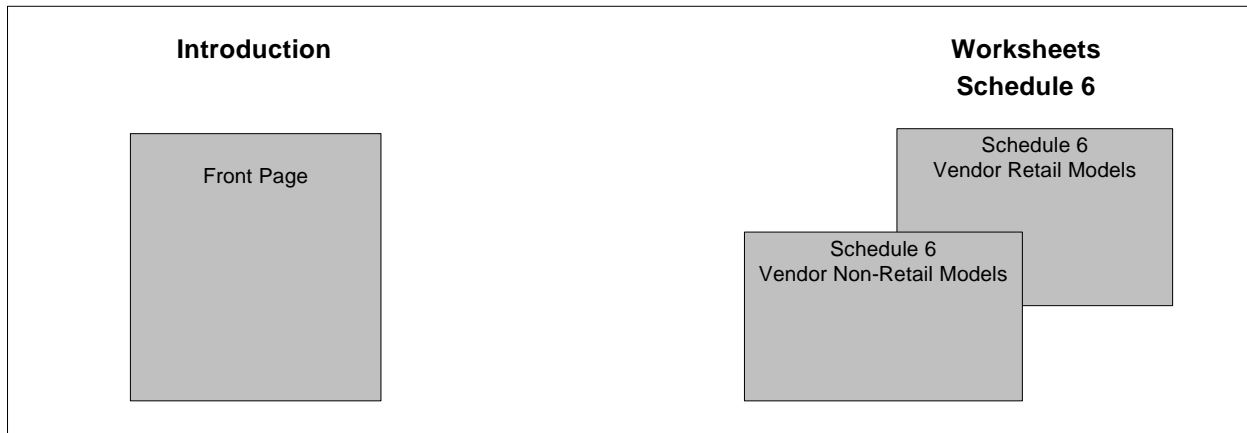 Introduction
Front Page
Worksheets
Schedule 6
Schedule 6
Vendor Retail Models
Schedule 6
Vendor Non-Retail Models